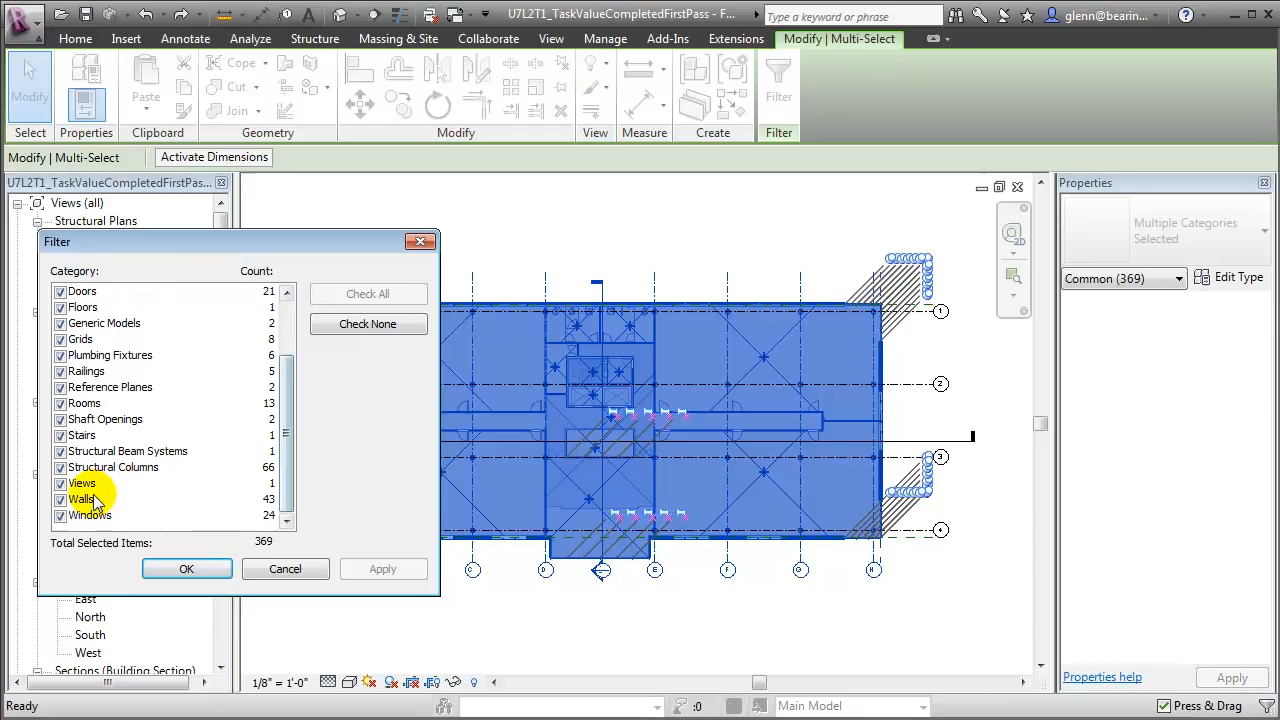 U7L2T1_TaskValueCompletedFirstPass - F...
Type a keyword or phrase
glenn@bearin...
Home Insert Annotate Analyze Structure Massing & Site Collaborate View Manage Add-Ins Extensions Modify | Multi-Select
Modify
Paste
Cope
Cut
Join
Filter
Select Properties Clipboard Geometry Modify View Measure Create Filter
Modify | Multi-Select
Activate Dimensions
U7L2T1_TaskValueCompletedFirstPass...
Views (all)
Structural Plans
Filter
Category: Count:
Doors 21
Floors 1
Generic Models 2
Grids 8
Plumbing Fixtures 6
Railings 5
Reference Planes 2
Rooms 13
Shaft Openings 2
Stairs 1
Structural Beam Systems 1
Structural Columns 66
Views 1
Walls 43
Windows 24
Check All
Check None
Total Selected Items: 369
OK Cancel Apply
East
North
South
West
Sections (Building Section)
2D
1
2
3
4
C D E F G H
Properties
Multiple Categories
Selected
Common (369)
Edit Type
Properties help
Apply
1/8" = 1'-0"
Ready
:0
Main Model
Press & Drag